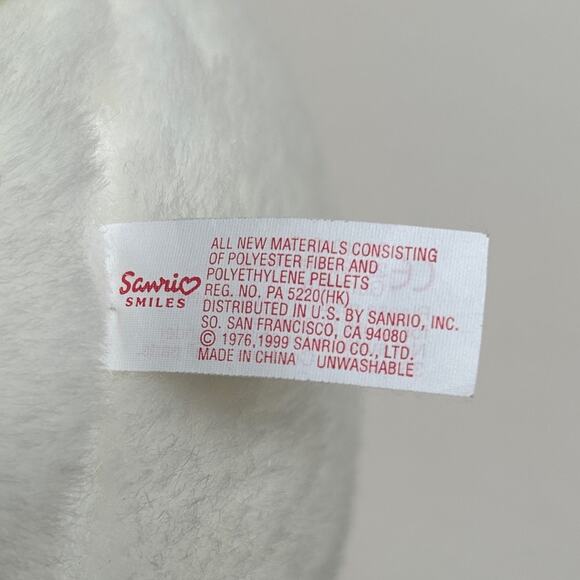 Sanrio
SMILES
ALL NEW MATERIALS CONSISTING
OF POLYESTER FIBER AND
POLYETHYLENE PELLETS
REG. NO. PA 5220(HK)
DISTRIBUTED IN U.S. BY SANRIO, INC.
SO. SAN FRANCISCO, CA 94080
© 1976, 1999 SANRIO CO., LTD.
MADE IN CHINA UNWASHABLE